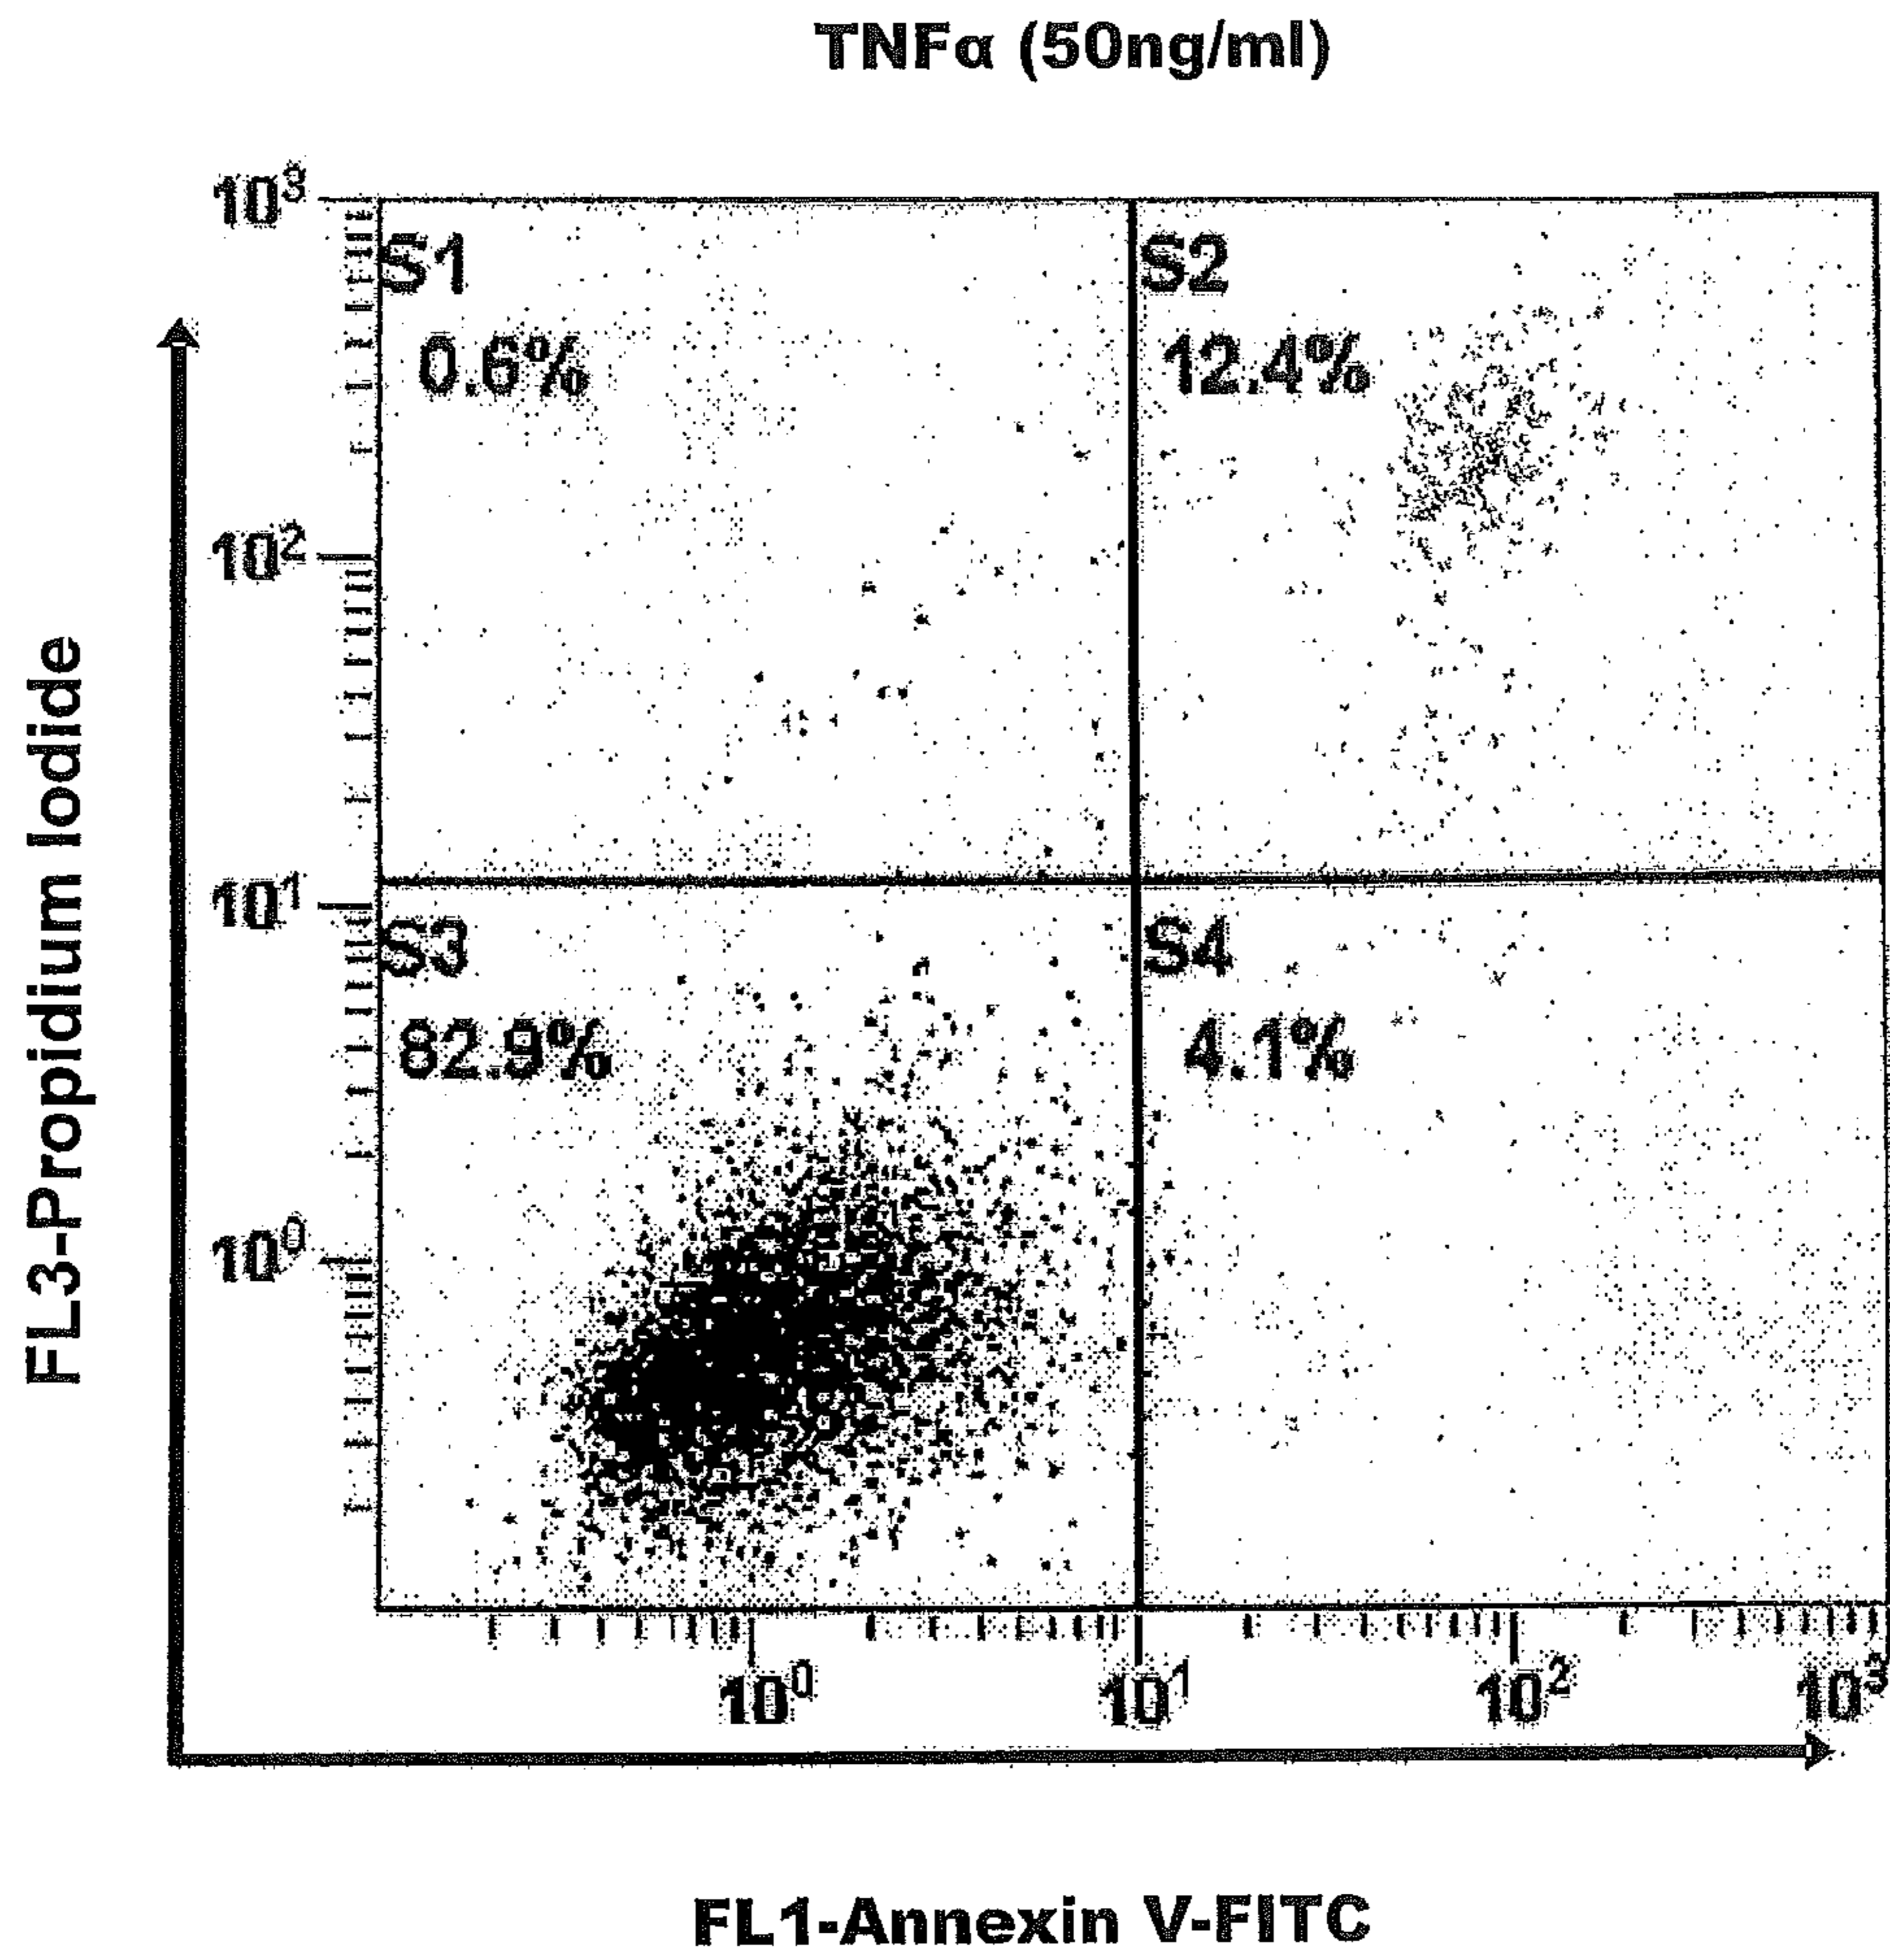 TNFα (50ng/ml)
10³
S1
S2
0.6%
12.4%
10²
FL3-Propidium Iodide
10¹
S3
S4
82.9%
4.1%
10⁰
10⁰ 10¹ 10² 10³
FL1-Annexin V-FITC